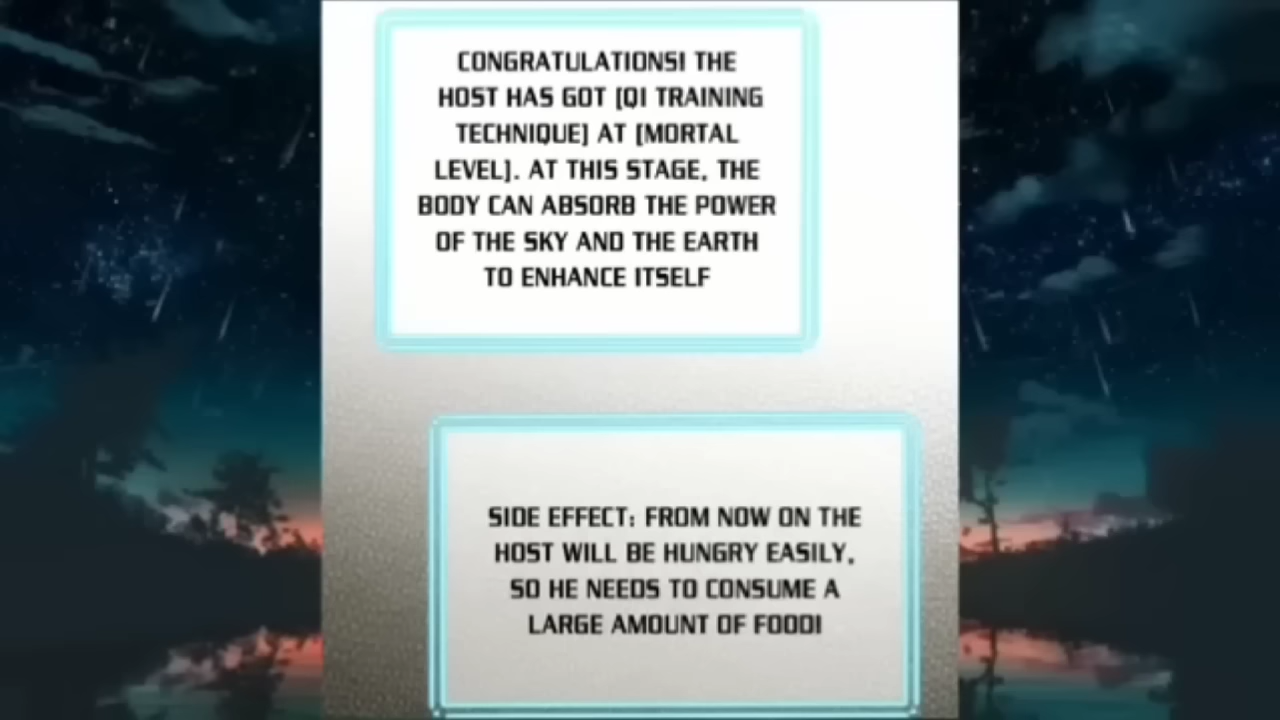 CONGRATULATIONS! THE
HOST HAS GOT [QI TRAINING
TECHNIQUE] AT [MORTAL
LEVEL]. AT THIS STAGE, THE
BODY CAN ABSORB THE POWER
OF THE SKY AND THE EARTH
TO ENHANCE ITSELF
SIDE EFFECT: FROM NOW ON THE
HOST WILL BE HUNGRY EASILY,
SO HE NEEDS TO CONSUME A
LARGE AMOUNT OF FOOD!